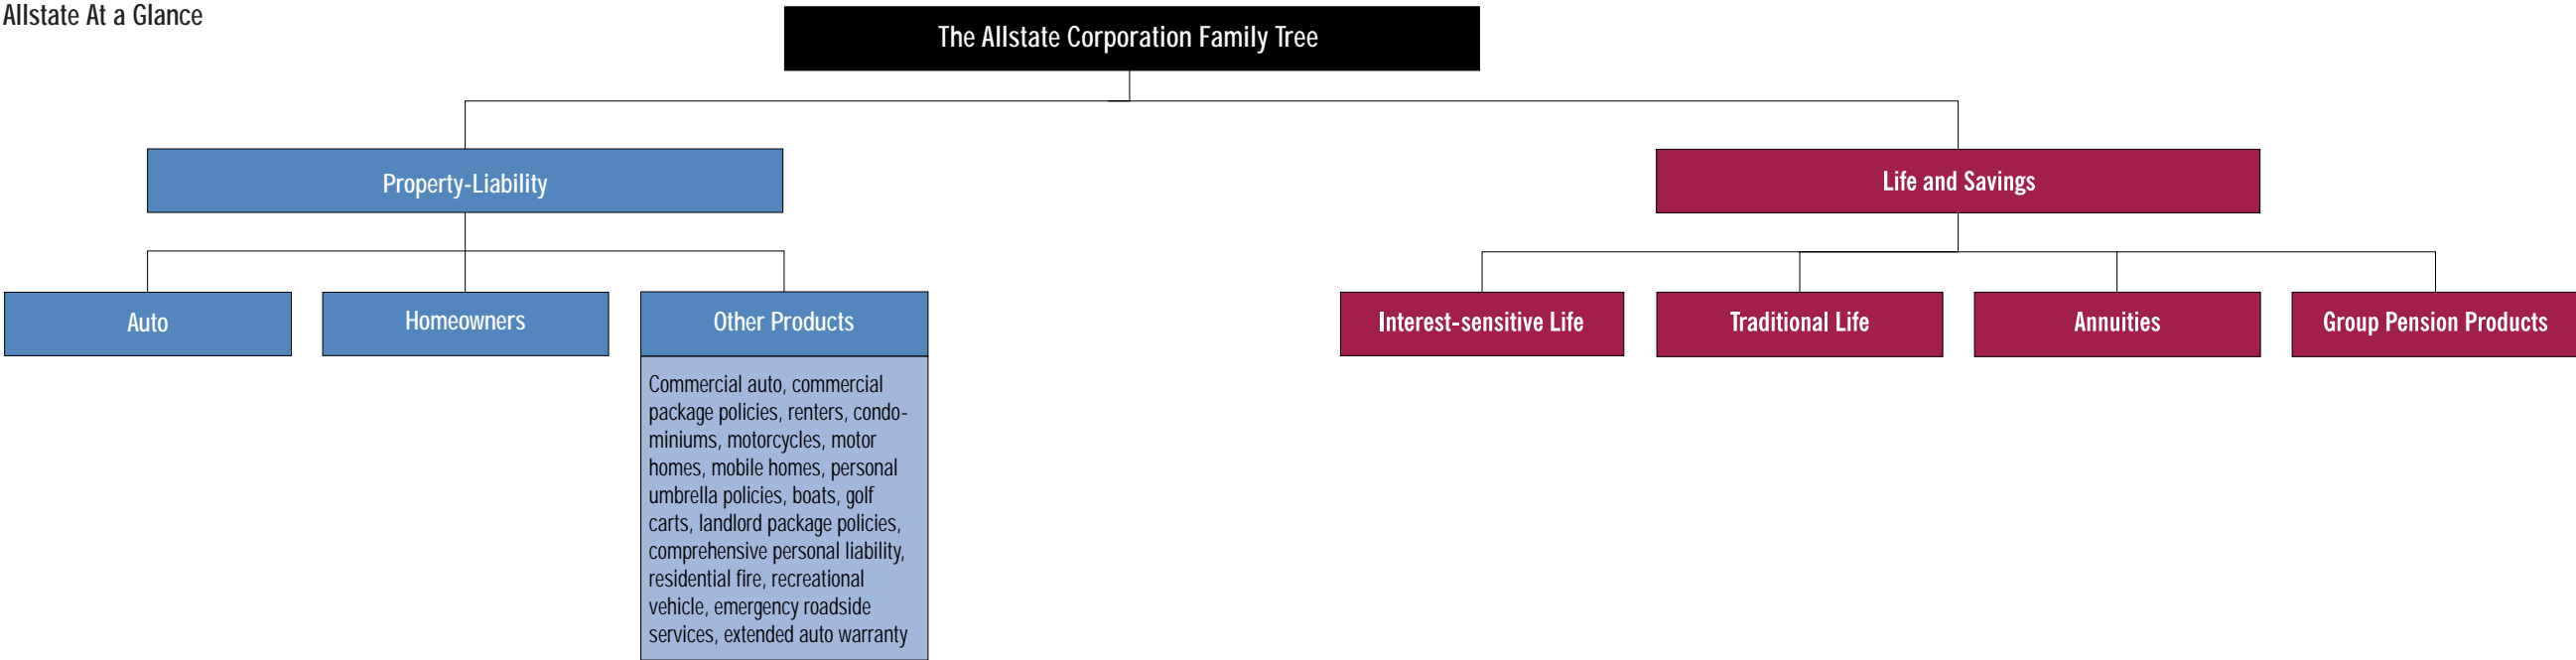 Allstate At a Glance
The Allstate Corporation Family Tree
Property-Liability
Life and Savings
Auto
Homeowners
Other Products
Commercial auto, commercial
package policies, renters, condo-
miniums, motorcycles, motor
homes, mobile homes, personal
umbrella policies, boats, golf
carts, landlord package policies,
comprehensive personal liability,
residential fire, recreational
vehicle, emergency roadside
services, extended auto warranty
Interest-sensitive Life
Traditional Life
Annuities
Group Pension Products